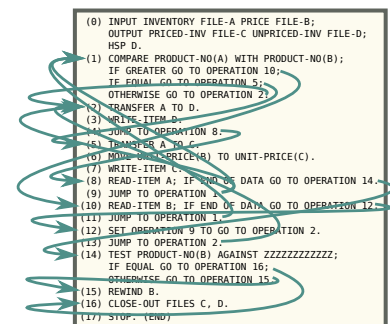 (0) INPUT INVENTORY FILE-A PRICE FILE-B;
OUTPUT PRICED-INV FILE-C UNPRICED-INV FILE-D;
HSP D.
(1) COMPARE PRODUCT-NO(A) WITH PRODUCT-NO(B);
IF GREATER GO TO OPERATION 10;
IF EQUAL GO TO OPERATION 5;
OTHERWISE GO TO OPERATION 2.
(2) TRANSFER A TO D.
(3) WRITE-ITEM D.
(4) JUMP TO OPERATION 8.
(5) TRANSFER A TO C.
(6) MOVE UNIT-PRICE(B) TO UNIT-PRICE(C).
(7) WRITE-ITEM C.
(8) READ-ITEM A; IF END OF DATA GO TO OPERATION 14.
(9) JUMP TO OPERATION 1.
(10) READ-ITEM B; IF END OF DATA GO TO OPERATION 12.
(11) JUMP TO OPERATION 1.
(12) SET OPERATION 9 TO GO TO OPERATION 2.
(13) JUMP TO OPERATION 2.
(14) TEST PRODUCT-NO(B) AGAINST ZZZZZZZZZZZZ;
IF EQUAL GO TO OPERATION 16;
OTHERWISE GO TO OPERATION 15.
(15) REWIND B.
(16) CLOSE-OUT FILES C, D.
(17) STOP. (END)